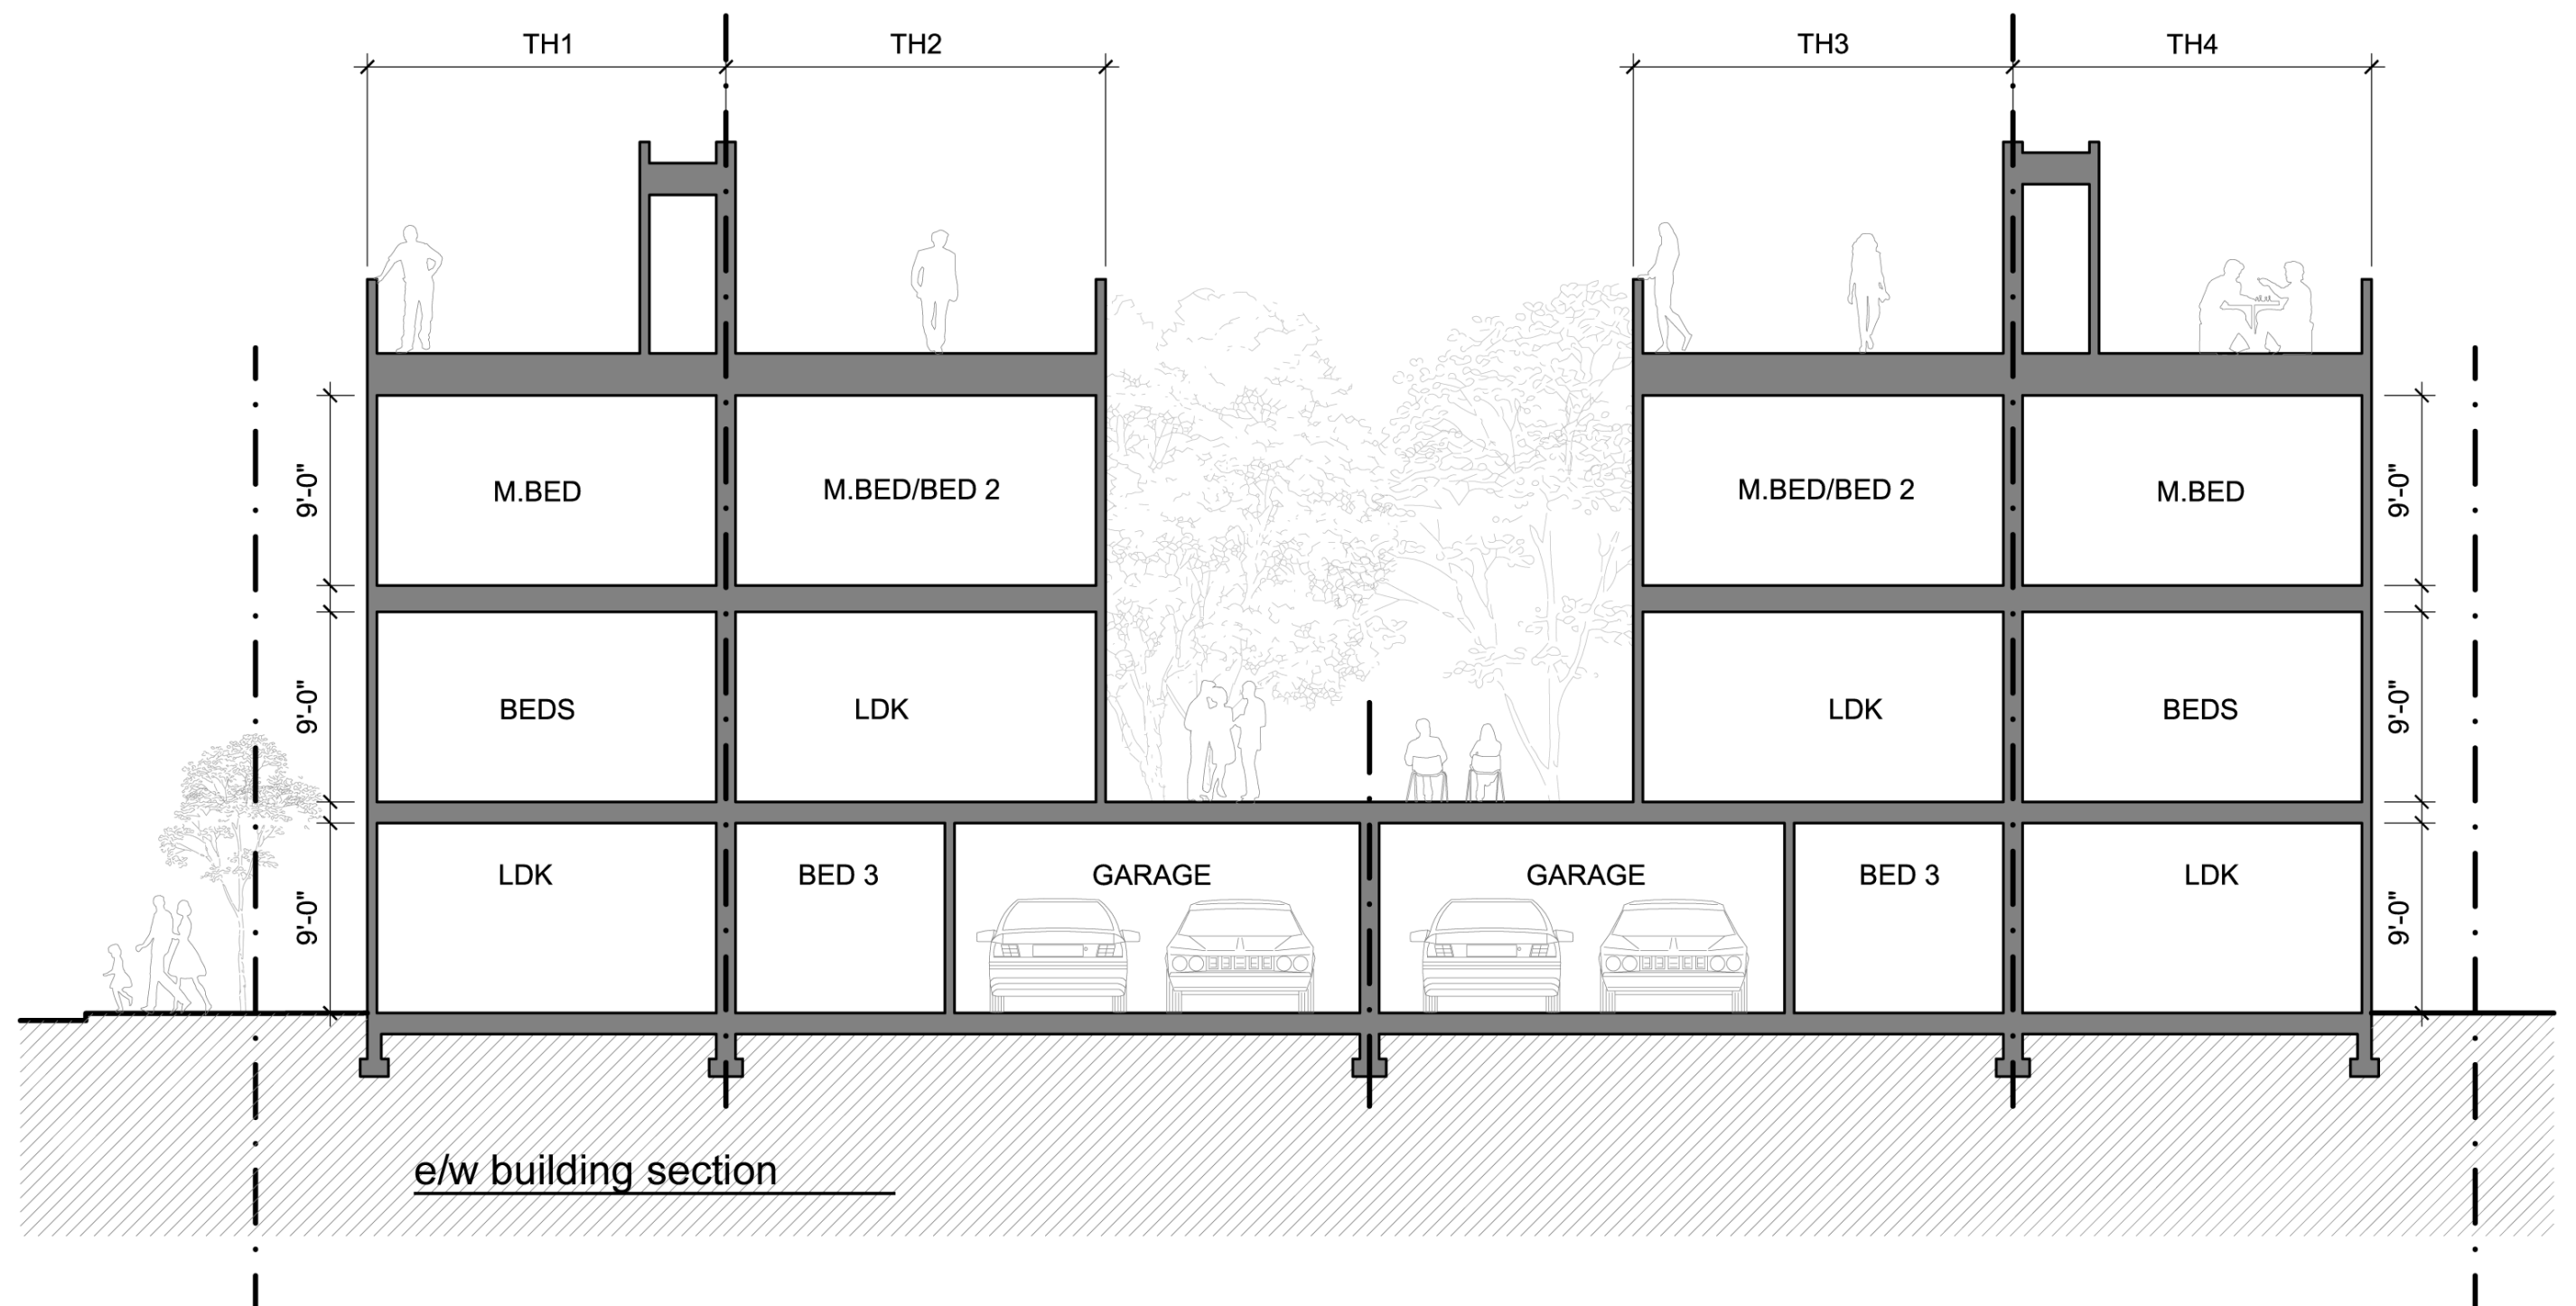 TH1
TH2
TH3
TH4
9'-0"
M.BED
M.BED/BED 2
M.BED/BED 2
M.BED
9'-0"
9'-0"
BEDS
LDK
LDK
BEDS
9'-0"
9'-0"
LDK
BED 3
GARAGE
GARAGE
BED 3
LDK
9'-0"
e/w building section